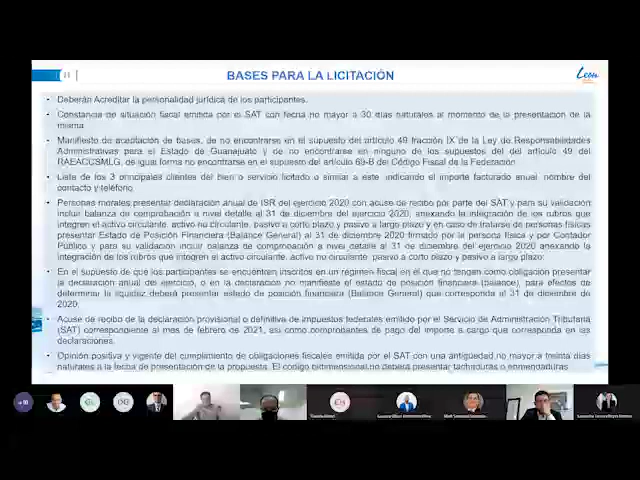 21
BASES PARA LA LICITACIÓN
León
• Deberán Acreditar la personalidad jurídica de los participantes.
• Constancia de situación fiscal emitida por el SAT con fecha no mayor a 30 días naturales al momento de la presentación de la
misma
• Manifiesto de aceptación de bases, de no encontrarse en el supuesto del artículo 49 fracción IX de la Ley de Responsabilidades
Administrativas para el Estado de Guanajuato y de no encontrarse en ninguno de los supuestos del del artículo 49 del
RAEACCSMLG, de igual forma no encontrarse en el supuesto del artículo 69-B del Código Fiscal de la Federación
• Lista de los 3 principales clientes del bien o servicio licitado o similar a este indicando el importe facturado anual, nombre del
contacto y teléfono
• Personas morales presentar declaración anual de ISR del ejercicio 2020 con acuse de recibo por parte del SAT y para su validación
incluir balanza de comprobación a nivel detalle al 31 de diciembre del ejercicio 2020, anexando la integración de los rubros que
integren el activo circulante, activo no circulante, pasivo a corto plazo y pasivo a largo plazo y en caso de tratarse de personas físicas
presentar Estado de Posición Financiera (Balance General) al 31 de diciembre 2020 firmado por la persona física y por Contador
Público y para su validación incluir balanza de comprobación a nivel detalle al 31 de diciembre del ejercicio 2020 anexando la
integración de los rubros que integren el activo circulante, activo no circulante, pasivo a corto plazo y pasivo a largo plazo.
• En el supuesto de que los participantes se encuentren inscritos en un régimen fiscal en el que no tengan como obligación presentar
la declaración anual del ejercicio, o en la declaración no manifieste el estado de posición financiera (balance), para efectos de
determinar la liquidez deberá presentar estado de posición financiera (Balance General) que corresponda al 31 de diciembre de
2020.
• Acuse de recibo de la declaración provisional o definitiva de impuestos federales emitido por el Servicio de Administración Tributaria
(SAT) correspondiente al mes de febrero de 2021, así como comprobantes de pago del importe a cargo que corresponda en las
declaraciones.
• Opinión positiva y vigente del cumplimiento de obligaciones fiscales emitida por el SAT con una antigüedad no mayor a treinta días
naturales a la fecha de presentación de la propuesta. El código bidimensional no deberá presentar tachaduras o enmendaduras.
+10